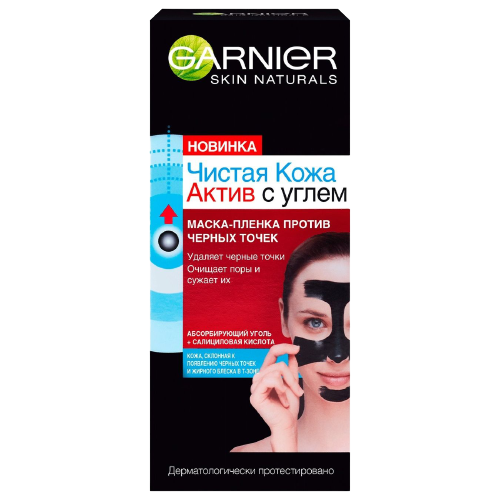 GARNIER
SKIN NATURALS
НОВИНКА
Чистая Кожа
Актив с углем
МАСКА-ПЛЕНКА ПРОТИВ
ЧЕРНЫХ ТОЧЕК
Удаляет черные точки
Очищает поры и
сужает их
АБСОРБИРУЮЩИЙ УГОЛЬ
+ САЛИЦИЛОВАЯ КИСЛОТА
КОЖА, СКЛОННАЯ К
ПОЯВЛЕНИЮ ЧЕРНЫХ ТОЧЕК
И ЖИРНОГО БЛЕСКА В Т-ЗОНЕ
Дерматологически протестировано